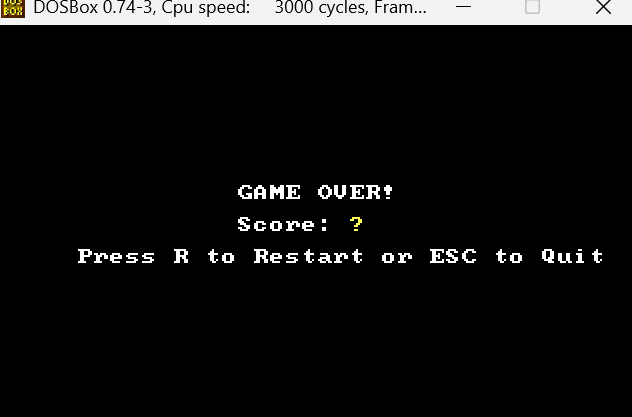 DOS
BOX
DOSBox 0.74-3, Cpu speed: 3000 cycles, Fram...
GAME OVER!
Score: ?
Press R to Restart or ESC to Quit